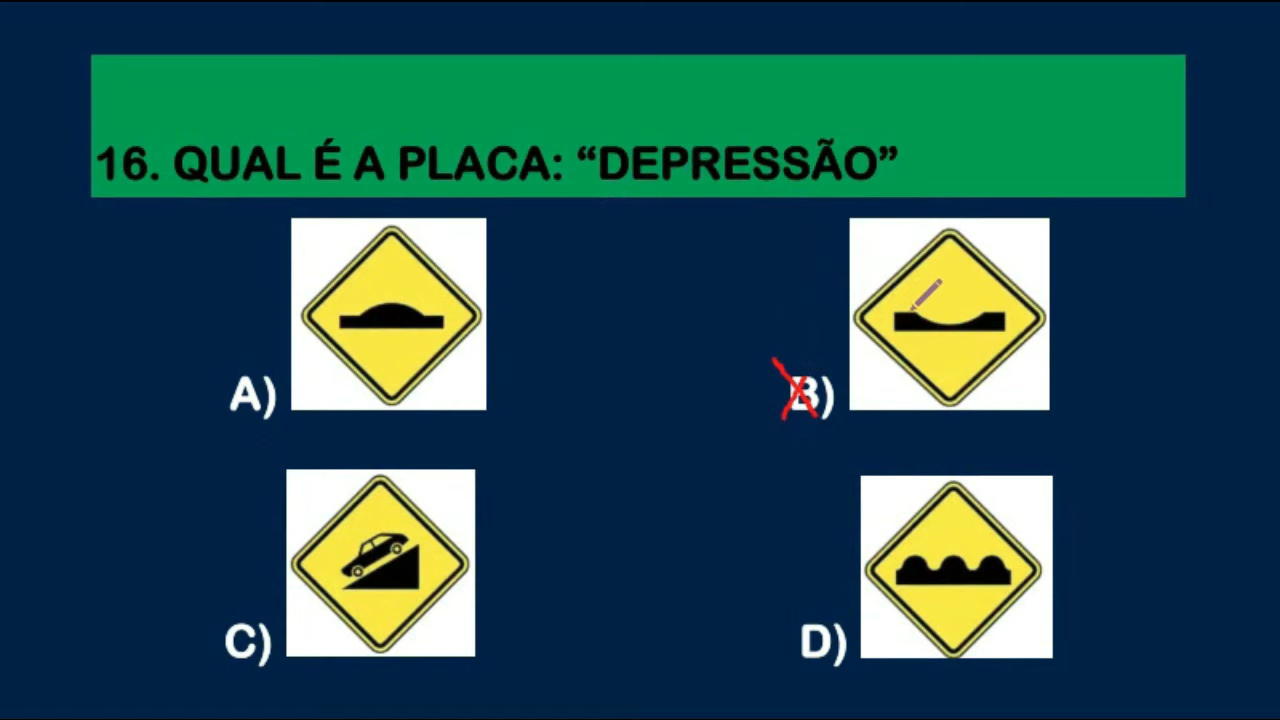 16. QUAL É A PLACA: “DEPRESSÃO”
A)
B)
C)
D)